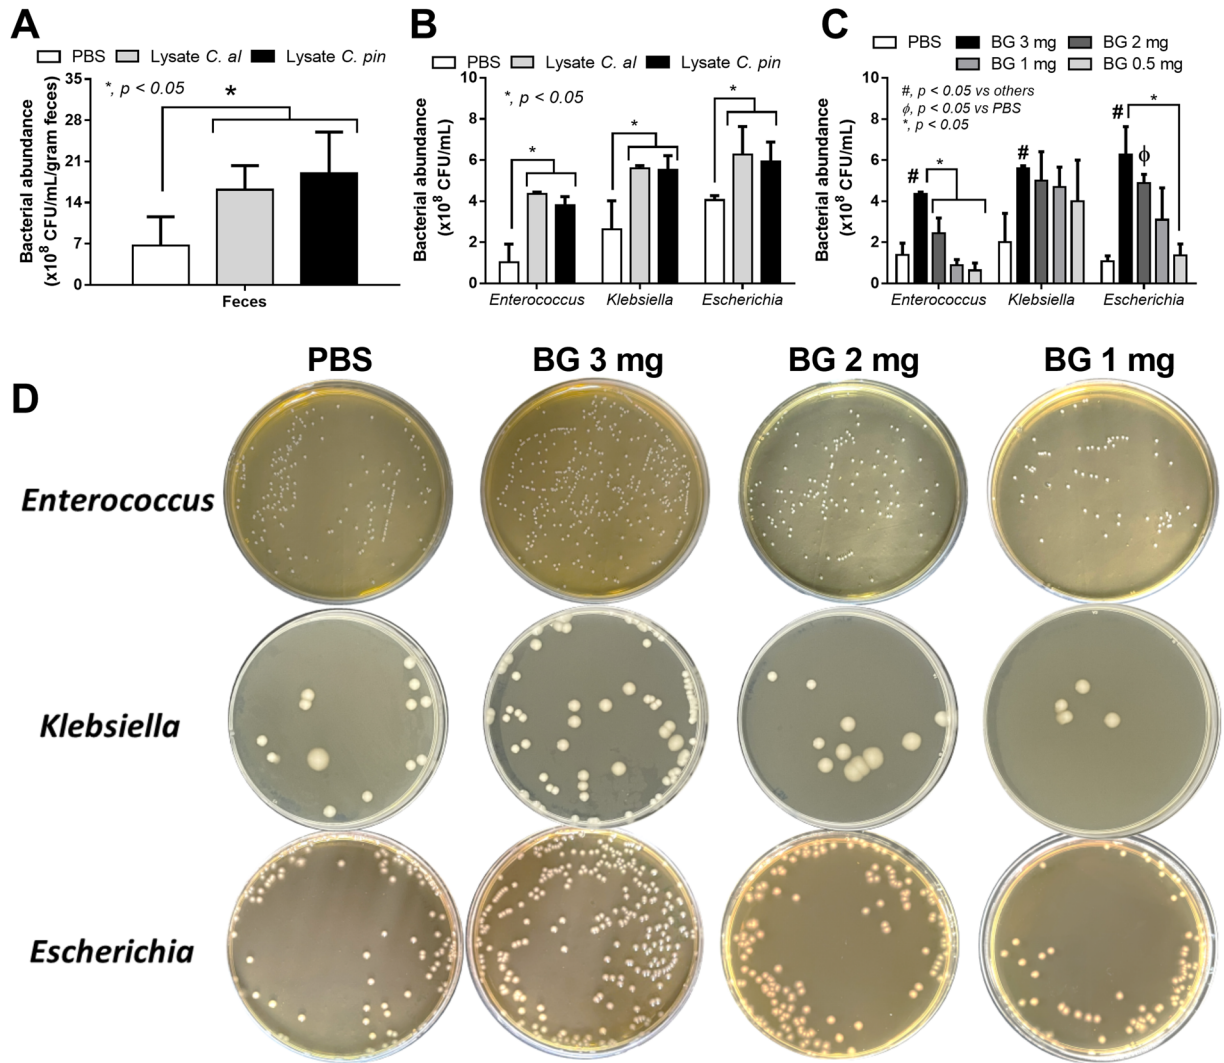 A
PBS Lysate C. al Lysate C. pin
*, p < 0.05
*
Bacterial abundance
(x10⁸ CFU/mL/gram feces)
35
28
21
14
7
0
Feces
B
PBS Lysate C. al Lysate C. pin
*, p < 0.05
*
*
*
Bacterial abundance
(x10⁸ CFU/mL)
10
8
6
4
2
0
Enterococcus Klebsiella Escherichia
C
PBS BG 3 mg BG 2 mg
BG 1 mg BG 0.5 mg
#, p < 0.05 vs others
ϕ, p < 0.05 vs PBS
*, p < 0.05
# * # # ϕ *
Bacterial abundance
(x10⁸ CFU/mL)
10
8
6
4
2
0
Enterococcus Klebsiella Escherichia
D
PBS BG 3 mg BG 2 mg BG 1 mg
Enterococcus
Klebsiella
Escherichia